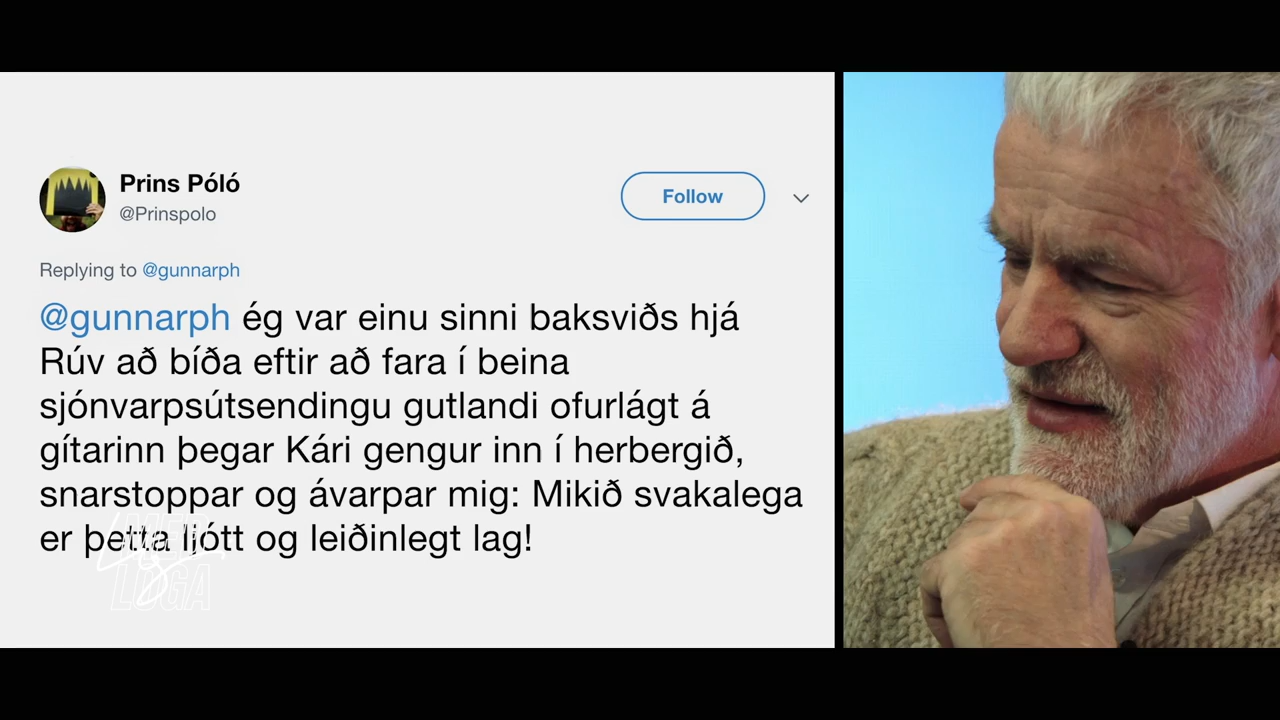 Prins Póló
@Prinspolo
Follow
Replying to @gunnarph
@gunnarph ég var einu sinni baksviðs hjá
Rúv að bíða eftir að fara í beina
sjónvarpsútsendingu gutlandi ofurlágt á
gítarinn þegar Kári gengur inn í herbergið,
snarstoppar og ávarpar mig: Mikið svakalega
er þetta ljótt og leiðinlegt lag!
MEÐ
LOGA